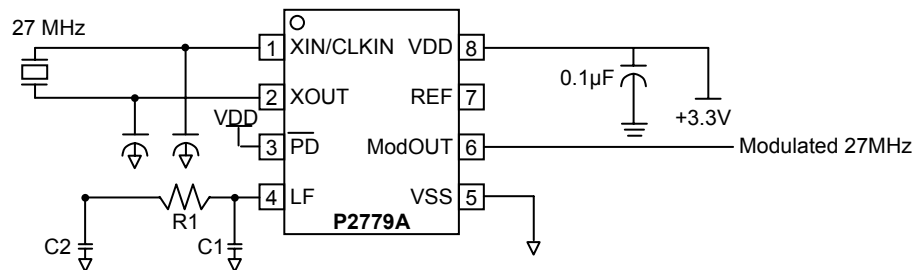 27 MHz
1 XIN/CLKIN VDD 8
0.1µF
2 XOUT REF 7
+3.3V
VDD
3 PD ModOUT 6 Modulated 27MHz
4 LF VSS 5
R1
P2779A
C2 C1